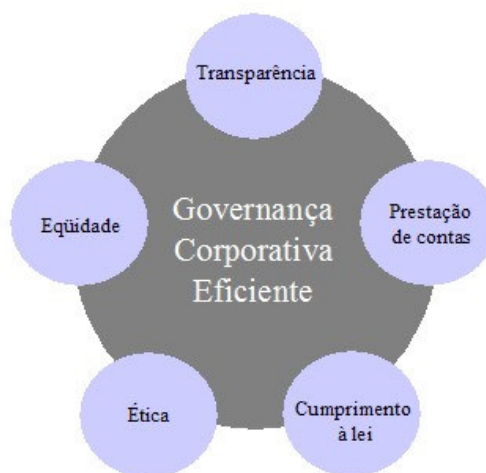 Transparência
Eqüidade
Governança
Corporativa
Eficiente
Prestação
de contas
Ética
Cumprimento
à lei